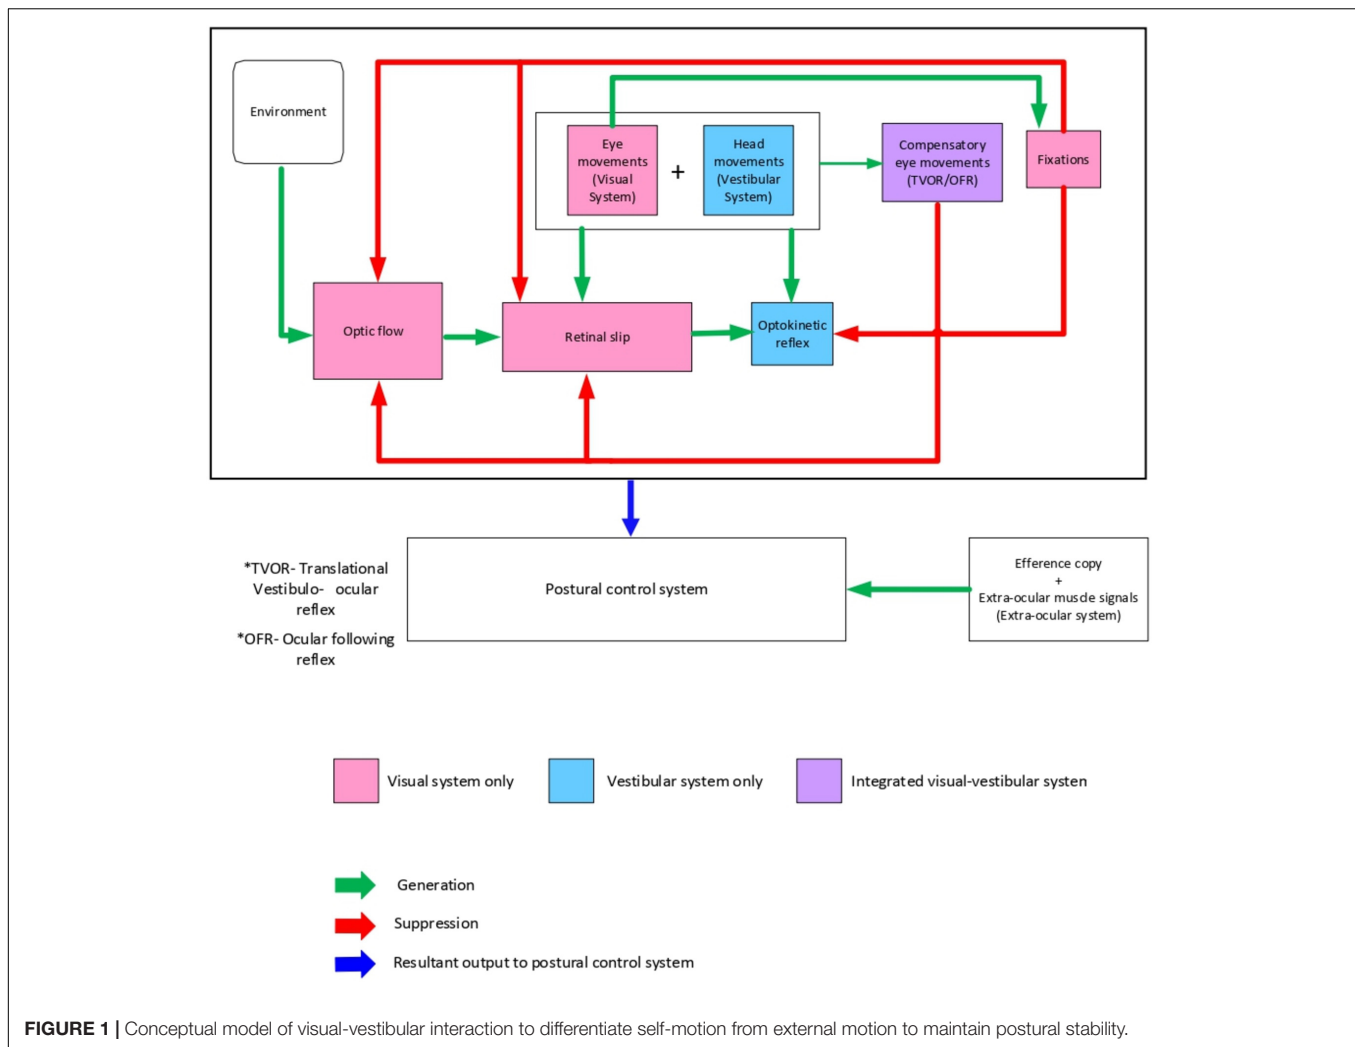 Environment
Eye
movements
(Visual
System)
+
Head
movements
(Vestibular
System)
Compensatory
eye movements
(TVOR/OFR)
Fixations
Optic flow
Retinal slip
Optokinetic
reflex
*TVOR- Translational
Vestibulo- ocular
reflex
*OFR- Ocular following
reflex
Postural control system
Efference copy
+
Extra-ocular muscle signals
(Extra-ocular system)
Visual system only
Vestibular system only
Integrated visual-vestibular systen
Generation
Suppression
Resultant output to postural control system
FIGURE 1 | Conceptual model of visual-vestibular interaction to differentiate self-motion from external motion to maintain postural stability.